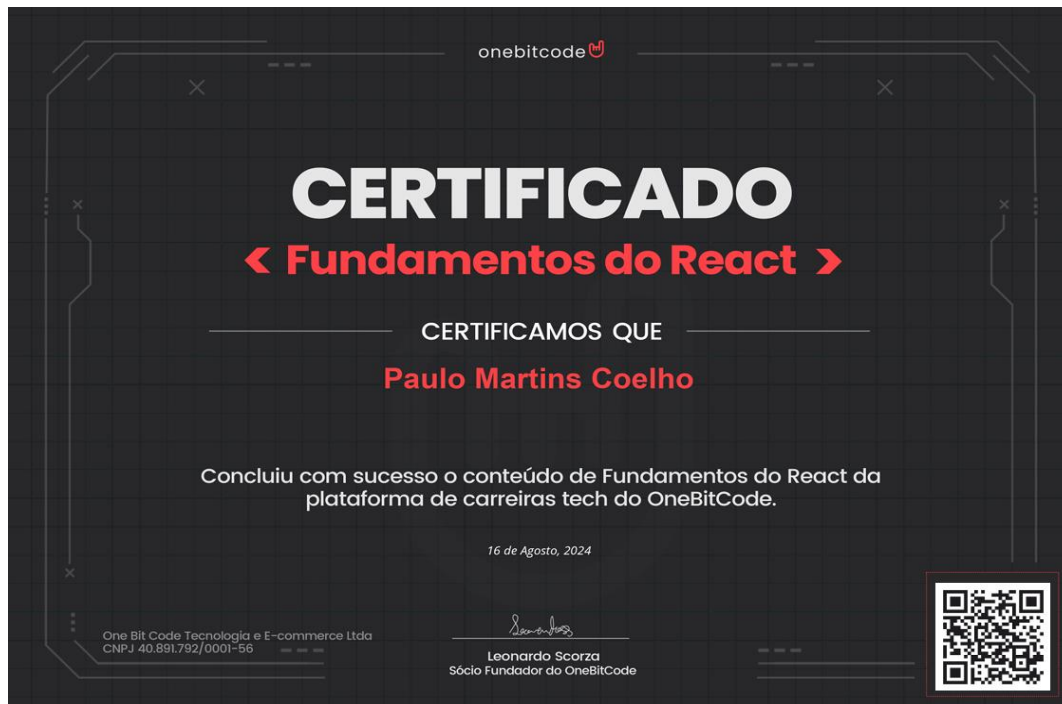 onebitcode
CERTIFICADO
< Fundamentos do React >
CERTIFICAMOS QUE
Paulo Martins Coelho
Concluiu com sucesso o conteúdo de Fundamentos do React da
plataforma de carreiras tech do OneBitCode.
16 de Agosto, 2024
One Bit Code Tecnologia e E-commerce Ltda
CNPJ 40.891.792/0001-56
Leonardo Scorza
Sócio Fundador do OneBitCode